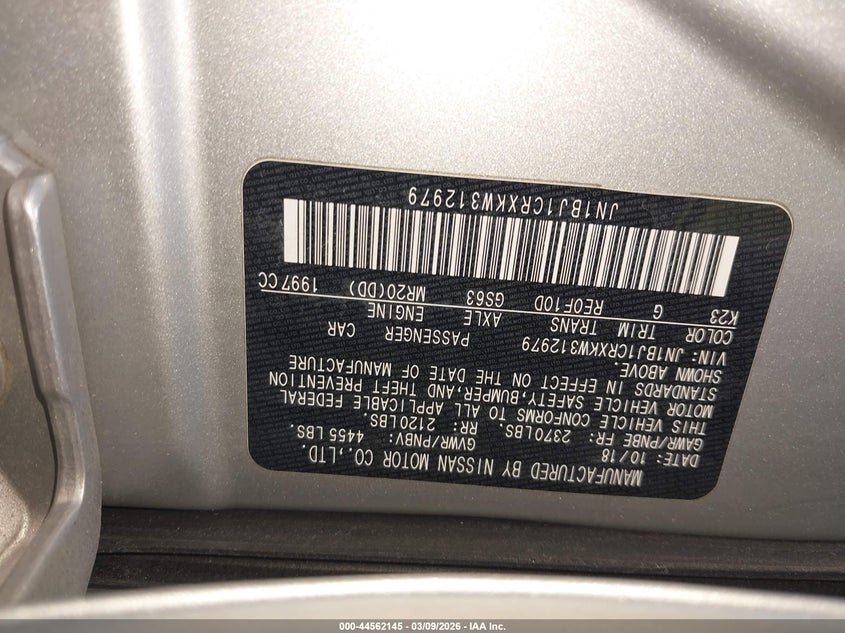 MANUFACTURED BY NISSAN MOTOR CO.,LTD.
DATE: 10/18 GVWR/PNBV: 4455 LBS.
GAWR/PNBE FR: 2370LBS. RR: 2120LBS.
THIS VEHICLE CONFORMS TO ALL APPLICABLE FEDERAL
MOTOR VEHICLE SAFETY,BUMPER,AND THEFT PREVENTION
STANDARDS IN EFFECT ON THE DATE OF MANUFACTURE
SHOWN ABOVE.
VIN: JN1BJ1CRXKW312979 PASSENGER CAR
COLOR TRIM TRANS AXLE ENGINE
K23 G RE0F10D GS63 MR20(DD) 1997CC
JN1BJ1CRXKW312979
000-44562145 - 03/09/2026 - IAA Inc.